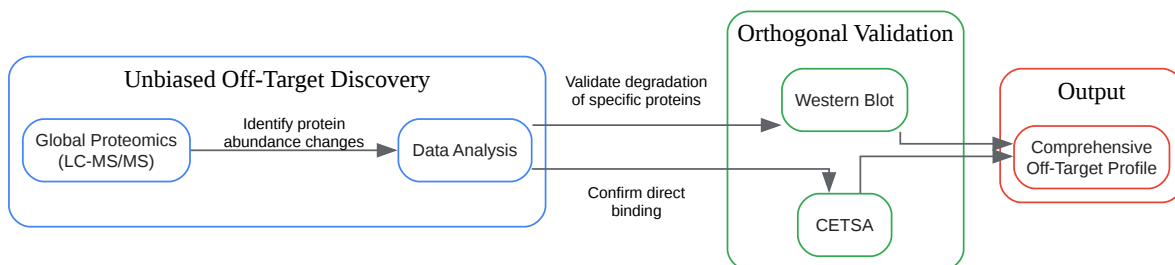 Unbiased Off-Target Discovery
Global Proteomics
(LC-MS/MS)
Identify protein
abundance changes
Data Analysis
Validate degradation
of specific proteins
Confirm direct
binding
Orthogonal Validation
Western Blot
CETSA
Output
Comprehensive
Off-Target Profile